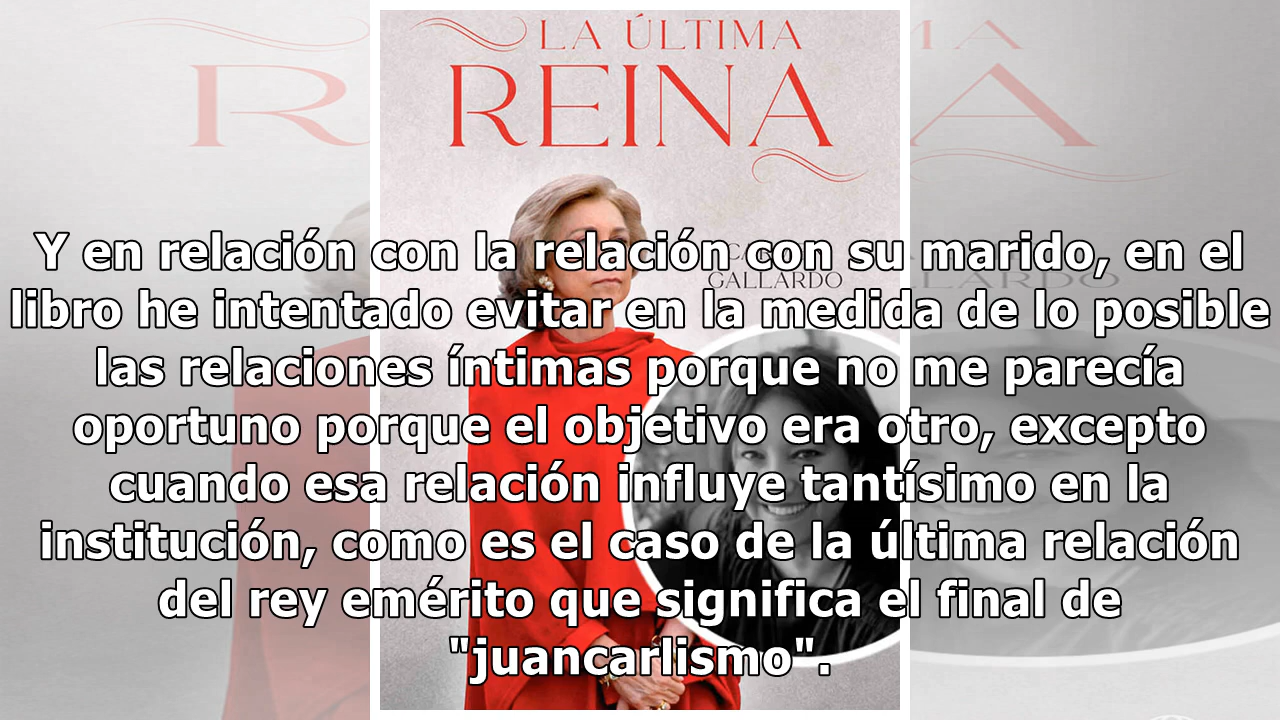 LA ÚLTIMA
REINA
GALLARDO
Y en relación con la relación con su marido, en el
libro he intentado evitar en la medida de lo posible
las relaciones íntimas porque no me parecía
oportuno porque el objetivo era otro, excepto
cuando esa relación influye tantísimo en la
institución, como es el caso de la última relación
del rey emérito que significa el final de
"juancarlismo".